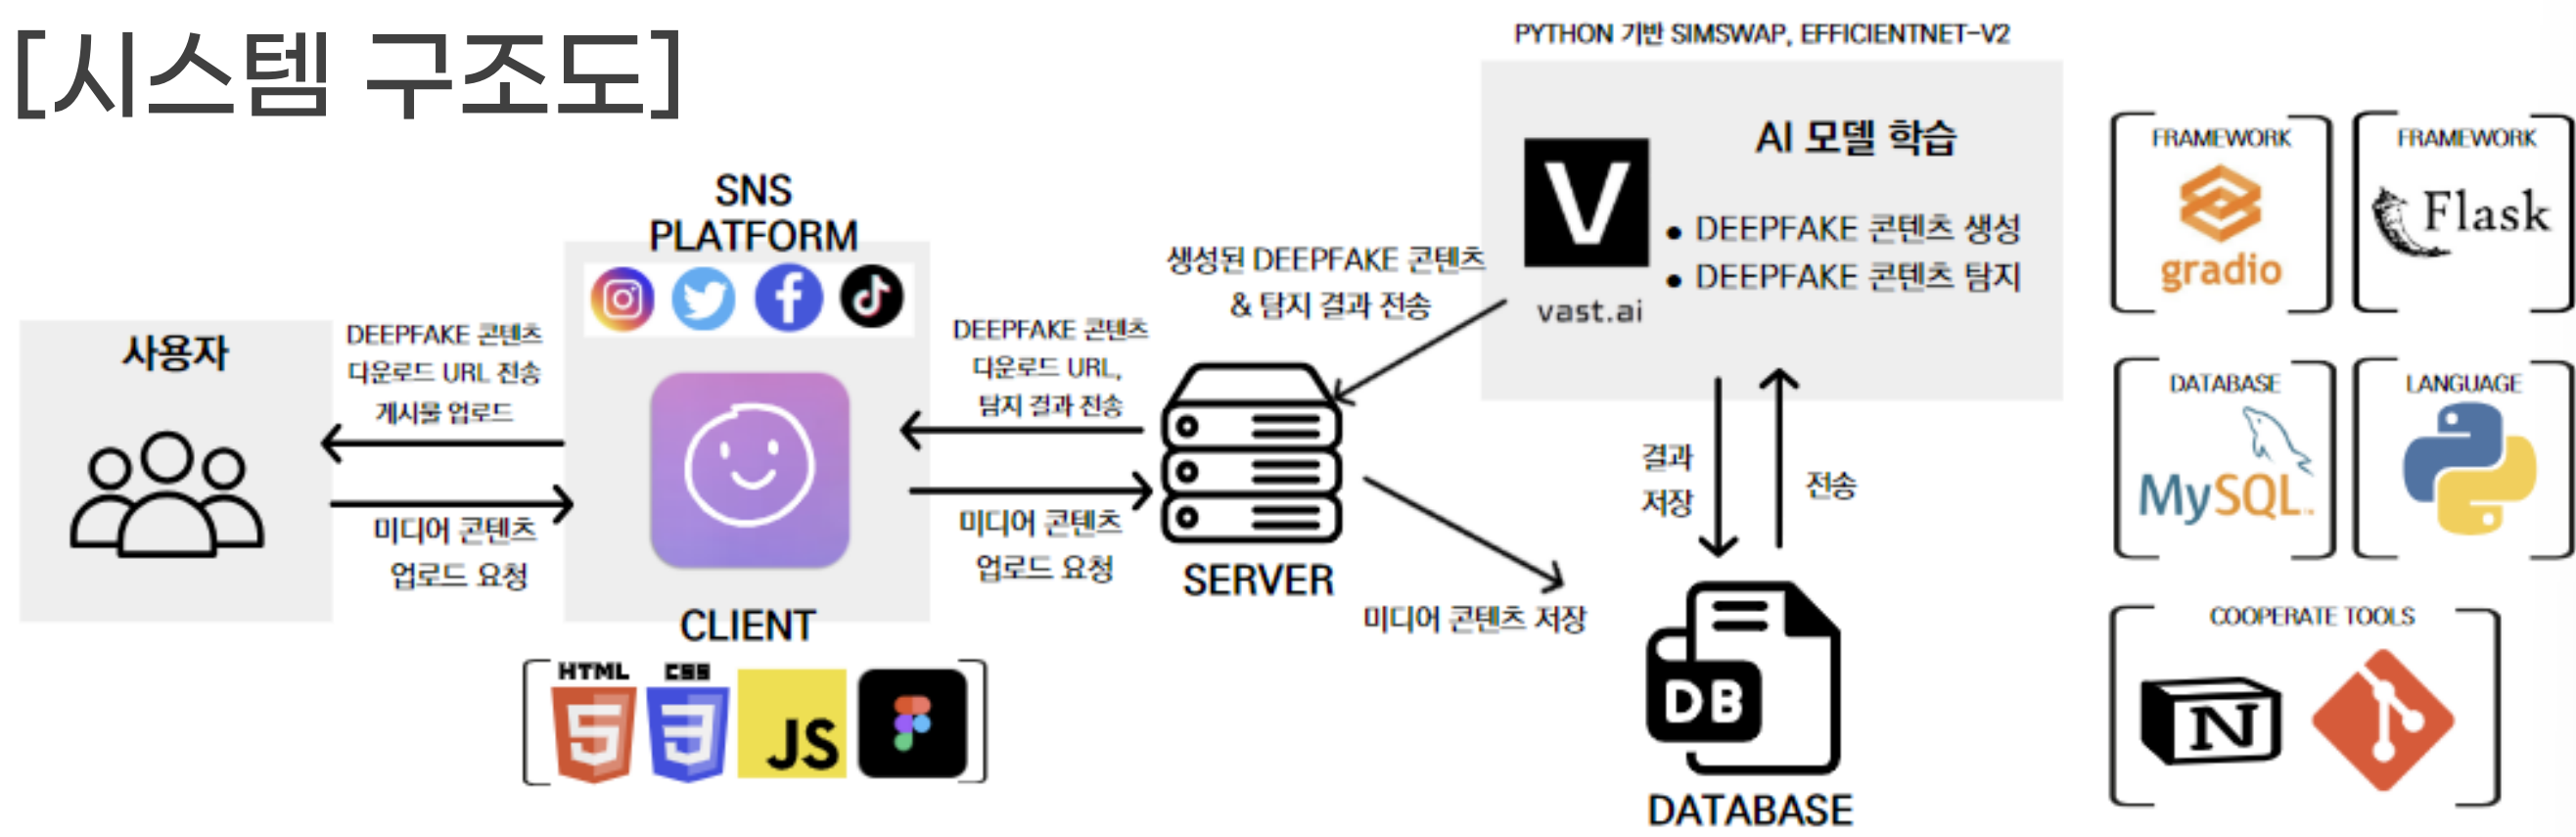 [시스템 구조도]
PYTHON 기반 SIMSWAP, EFFICIENTNET-V2
AI 모델 학습
V
vast.ai
• DEEPFAKE 콘텐츠 생성
• DEEPFAKE 콘텐츠 탐지
SNS
PLATFORM
사용자
DEEPFAKE 콘텐츠
다운로드 URL 전송
게시물 업로드
미디어 콘텐츠
업로드 요청
CLIENT
HTML
5
CSS
3
JS
DEEPFAKE 콘텐츠
다운로드 URL,
탐지 결과 전송
미디어 콘텐츠
업로드 요청
생성된 DEEPFAKE 콘텐츠
& 탐지 결과 전송
SERVER
미디어 콘텐츠 저장
결과
저장
전송
DB
DATABASE
FRAMEWORK
gradio
FRAMEWORK
Flask
DATABASE
MySQL
LANGUAGE
COOPERATE TOOLS
N